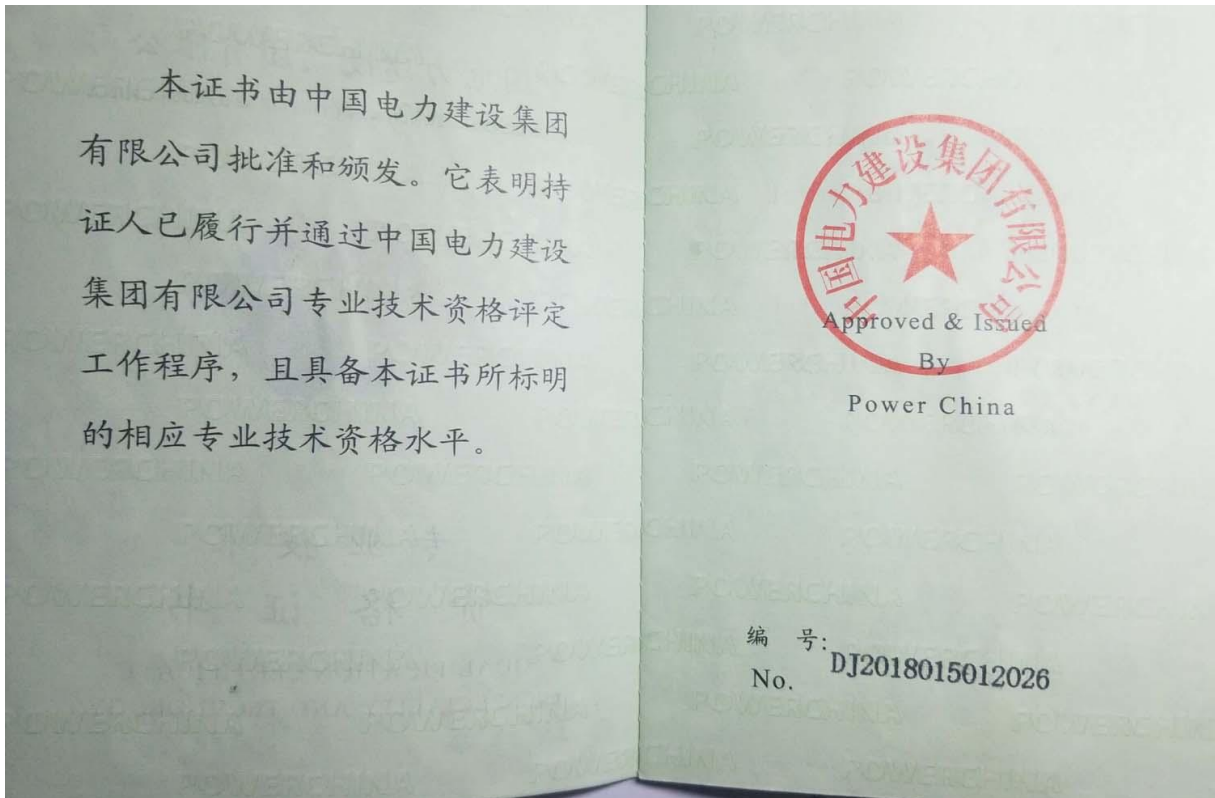 本证书由中国电力建设集团
有限公司批准和颁发。它表明持
证人已履行并通过中国电力建设
集团有限公司专业技术资格评定
工作程序，且具备本证书所标明
的相应专业技术资格水平。
中国电力建设集团有限公司
Approved & Issued
By
Power China
编 号:
No. DJ2018015012026